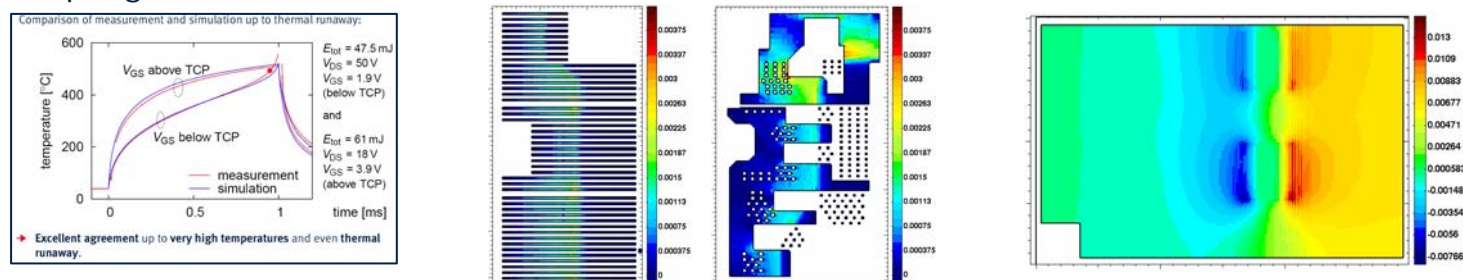 Comparison of measurement and simulation up to thermal runaway:
600
400
200
0
temperature [°C]
V_GS above TCP
V_GS below TCP
measurement
simulation
0
0.5
1
time [ms]
E_tot = 47.5 mJ
V_DS = 50 V
V_GS = 1.9 V
(below TCP)
and
E_tot = 61 mJ
V_DS = 18 V
V_GS = 3.9 V
(above TCP)
Excellent agreement up to very high temperatures and even thermal
runaway.
0.00375
0.003
0.00263
0.00225
0.00187
0.0015
0.00113
0.00075
0.000375
0
0.00375
0.003
0.00263
0.00225
0.00187
0.0015
0.00113
0.00075
0.000375
0
0.013
0.0109
0.00883
0.00677
0.00471
0.00264
0.000583
-0.00148
-0.00354
-0.0056
-0.00766